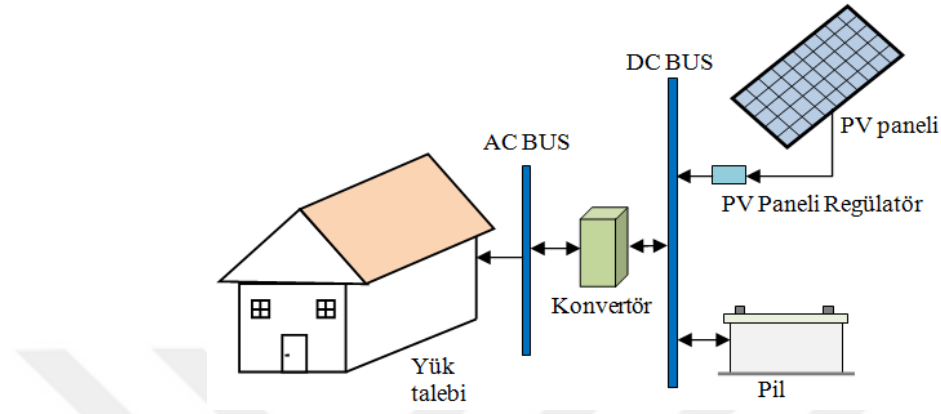 DC BUS
PV paneli
AC BUS
PV Paneli Regülatör
Konvertör
Yük
talebi
Pil